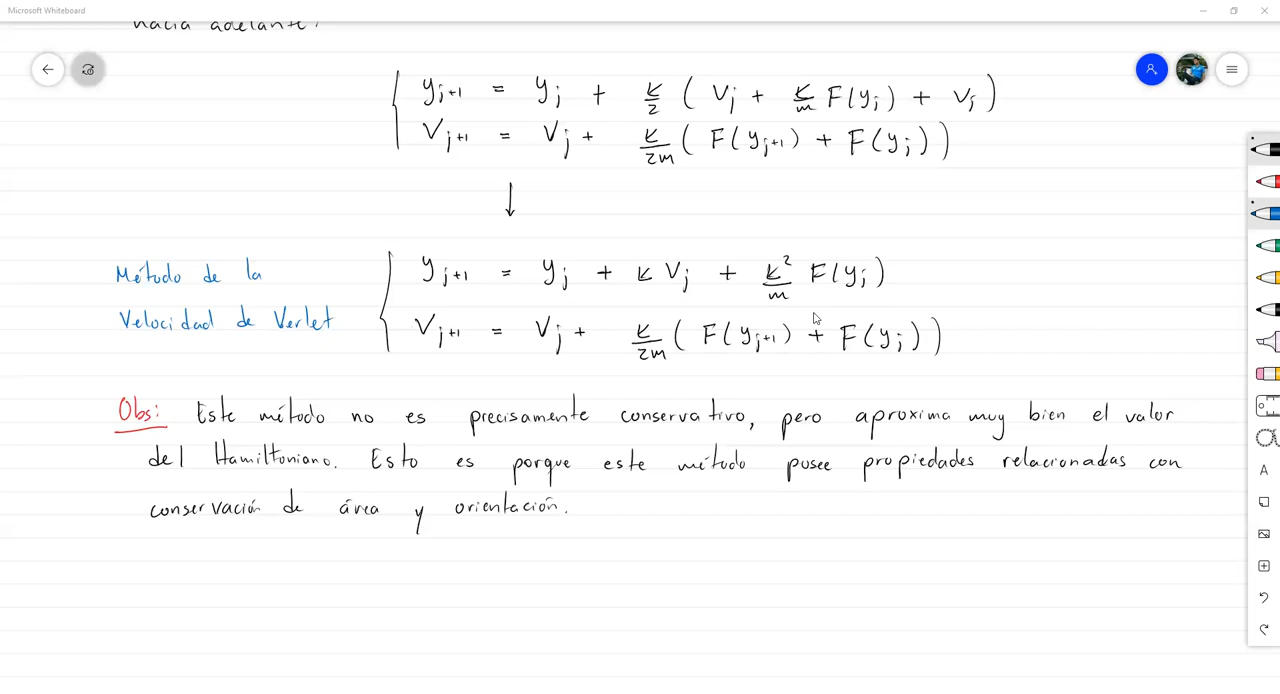 Microsoft Whiteboard
hacia adelante.
y_{j+1} = y_j + k/2 ( v_j + k/m F(y_j) + v_j )
v_{j+1} = v_j + k/2m ( F(y_{j+1}) + F(y_j) )
↓
Método de la
Velocidad de Verlet
y_{j+1} = y_j + k v_j + k²/m F(y_j)
v_{j+1} = v_j + k/2m ( F(y_{j+1}) + F(y_j) )
Obs: Este método no es precisamente conservativo, pero aproxima muy bien el valor
del Hamiltoniano. Esto es porque este método posee propiedades relacionadas con
conservación de área y orientación.
A